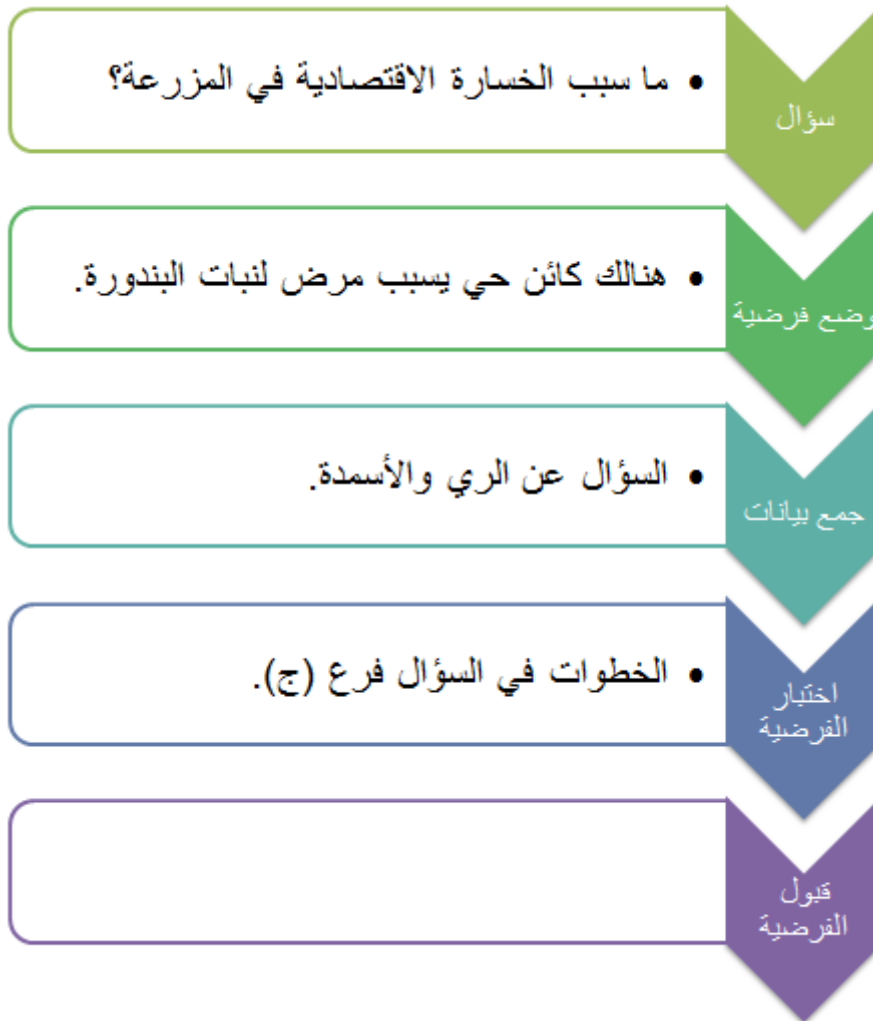 • ما سبب الخسارة الاقتصادية في المزرعة؟
سؤال
• هنالك كائن حي يسبب مرض لنبات البندورة.
وضع فرضية
• السؤال عن الري والأسمدة.
جمع بيانات
• الخطوات في السؤال فرع (ج).
اختبار
الفرضية
قبول
الفرضية